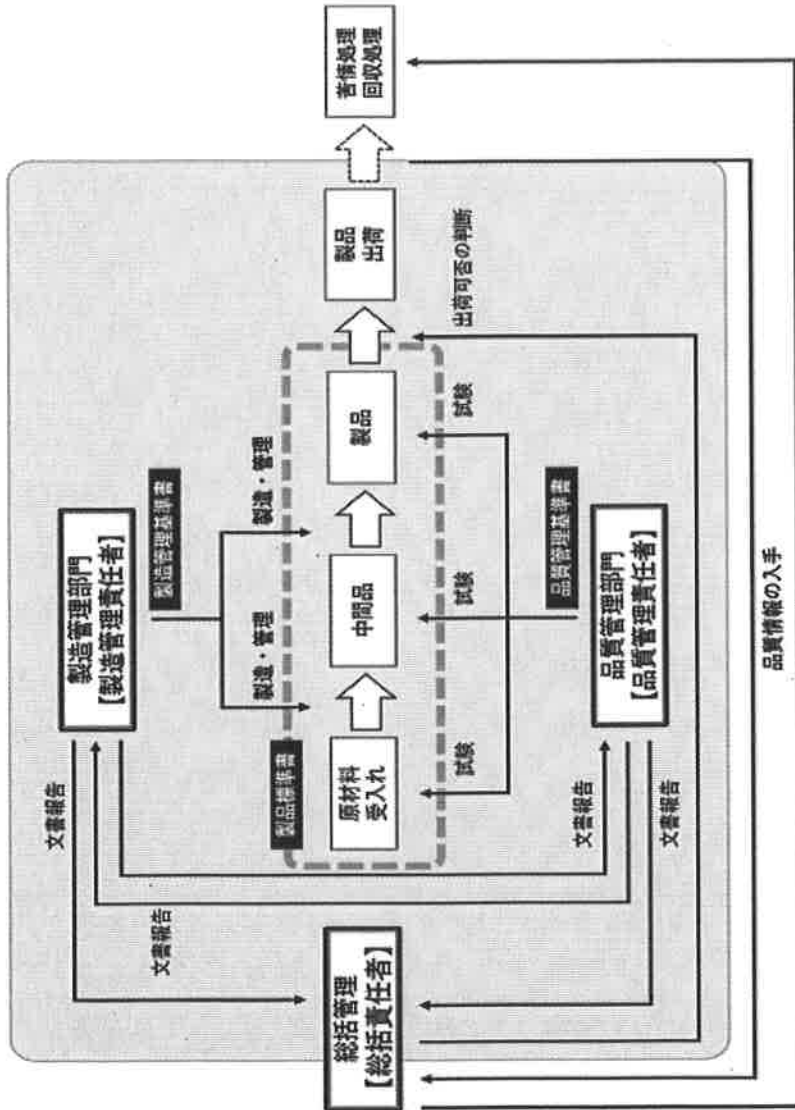 製造管理部門
【製造管理責任者】
製造管理基準書
文書報告
文書報告
製造・管理
製造・管理
製品標準書
総括管理
【総括責任者】
原材料
受入れ
中間品
製品
製品
出荷
苦情処理
回収処理
試験
試験
試験
出荷可否の判断
文書報告
文書報告
品質管理基準書
品質管理部門
【品質管理責任者】
品質情報の入手